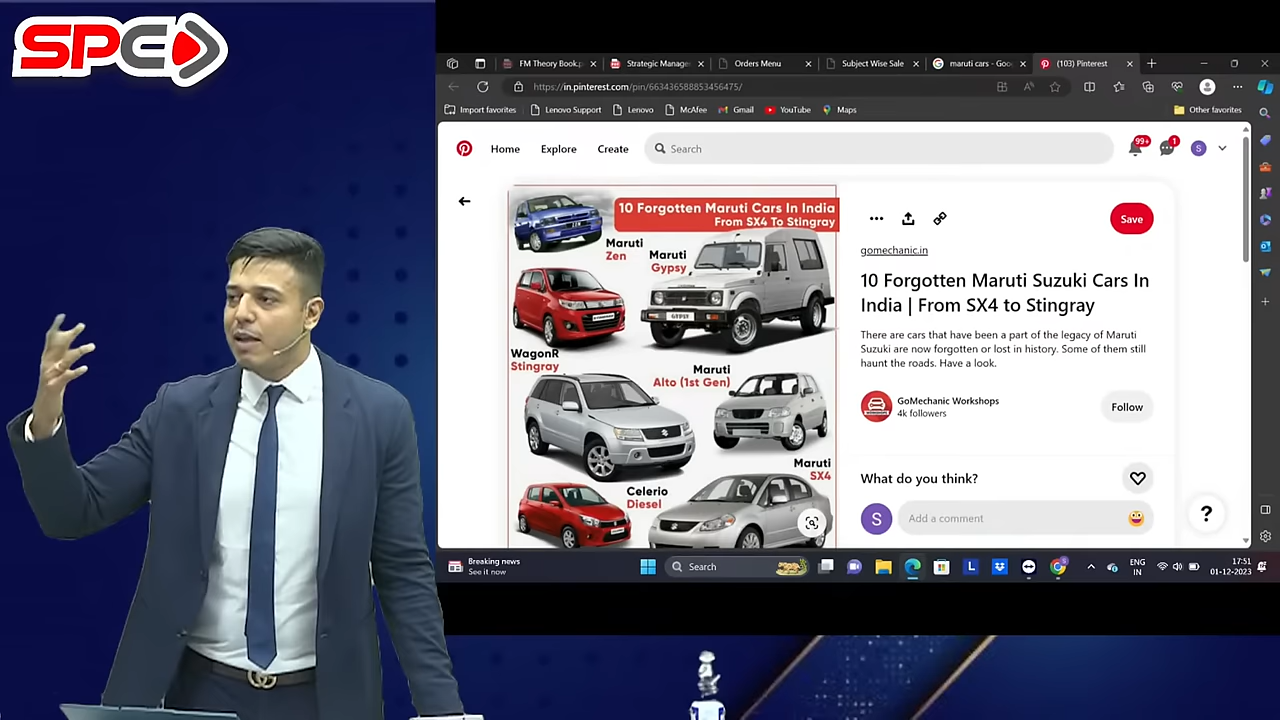 SPC
FM Theory Book.p
Strategic Manage
Orders Menu
Subject Wise Sale
maruti cars - Goo
(103) Pinterest
https://in.pinterest.com/pin/663436588853456475/
Import favorites
Lenovo Support
Lenovo
McAfee
Gmail
YouTube
Maps
Other favorites
Home
Explore
Create
Search
99+
1
S
10 Forgotten Maruti Cars In India
From SX4 To Stingray
Maruti
Zen
Maruti
Gypsy
GYPSY
WagonR
Stingray
Maruti
Alto (1st Gen)
Maruti
SX4
Celerio
Diesel
Save
gomechanic.in
10 Forgotten Maruti Suzuki Cars In
India | From SX4 to Stingray
There are cars that have been a part of the legacy of Maruti
Suzuki are now forgotten or lost in history. Some of them still
haunt the roads. Have a look.
GoMechanic Workshops
4k followers
Follow
What do you think?
S
Add a comment
?
Breaking news
See it now
Search
L
ENG
IN
17:51
01-12-2023